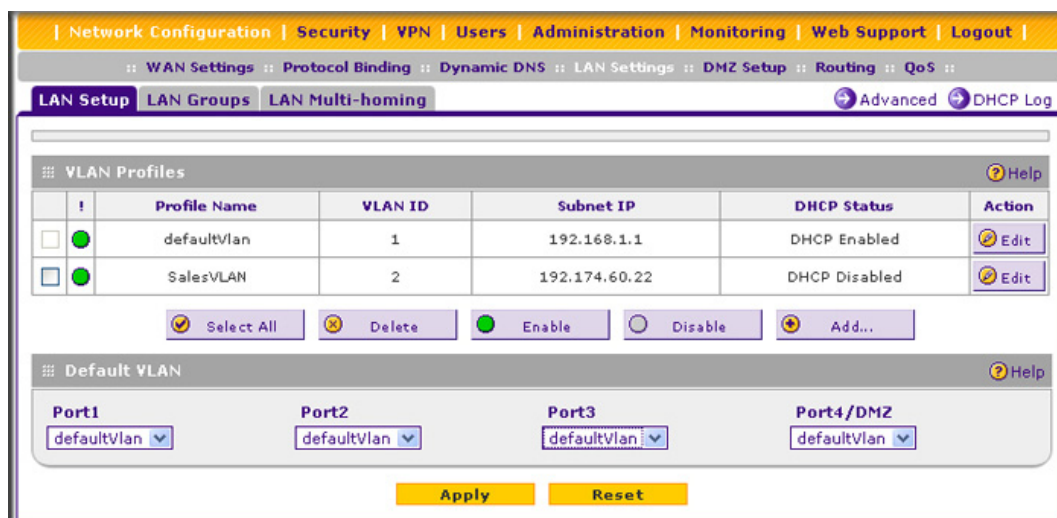 | Network Configuration | Security | VPN | Users | Administration | Monitoring | Web Support | Logout |
:: WAN Settings :: Protocol Binding :: Dynamic DNS :: LAN Settings :: DMZ Setup :: Routing :: QoS ::
LAN Setup LAN Groups LAN Multi-homing Advanced DHCP Log
VLAN Profiles Help
! Profile Name VLAN ID Subnet IP DHCP Status Action
defaultVlan 1 192.168.1.1 DHCP Enabled Edit
SalesVLAN 2 192.174.60.22 DHCP Disabled Edit
Select All Delete Enable Disable Add...
Default VLAN Help
Port1 Port2 Port3 Port4/DMZ
defaultVlan defaultVlan defaultVlan defaultVlan
Apply Reset